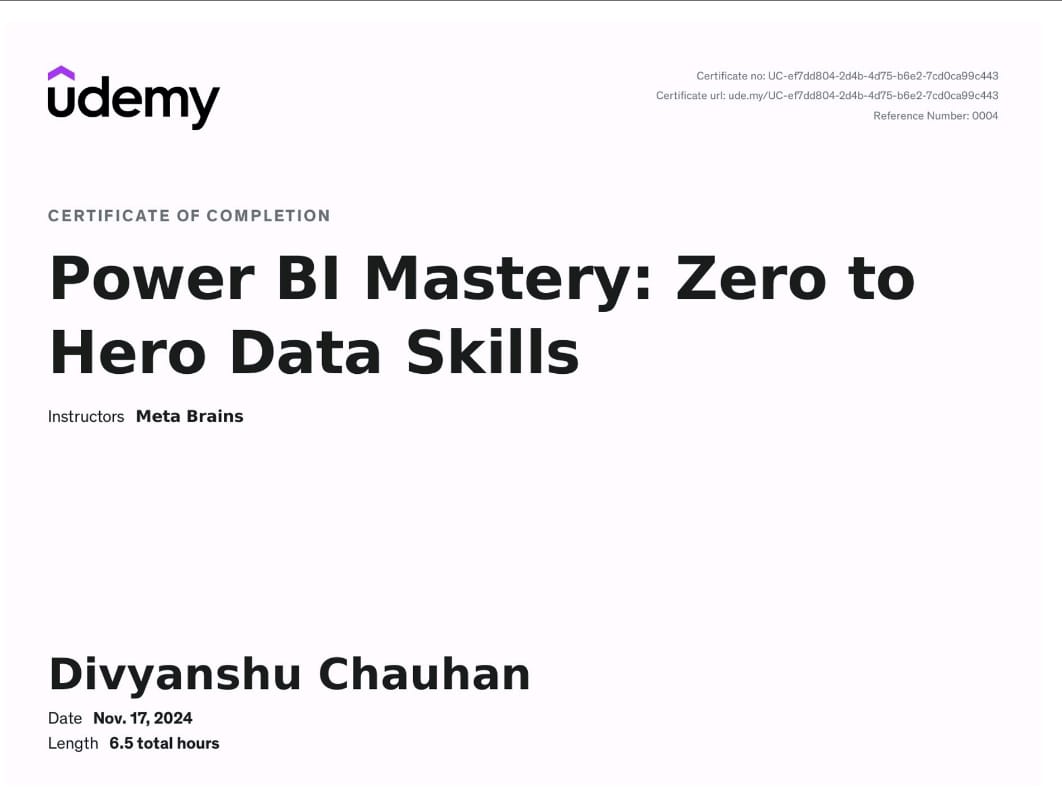 udemy
Certificate no: UC-ef7dd804-2d4b-4d75-b6e2-7cd0ca99c443
Certificate url: ude.my/UC-ef7dd804-2d4b-4d75-b6e2-7cd0ca99c443
Reference Number: 0004
CERTIFICATE OF COMPLETION
Power BI Mastery: Zero to
Hero Data Skills
Instructors Meta Brains
Divyanshu Chauhan
Date Nov. 17, 2024
Length 6.5 total hours